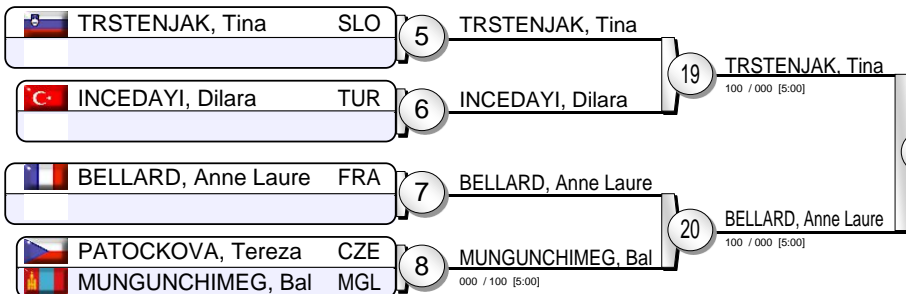 TRSTENJAK, Tina SLO
5
TRSTENJAK, Tina
INCEDAYI, Dilara TUR
6
INCEDAYI, Dilara
19
TRSTENJAK, Tina
100 / 000 [5:00]
BELLARD, Anne Laure FRA
7
BELLARD, Anne Laure
PATOCKOVA, Tereza CZE
MUNGUNCHIMEG, Bal MGL
8
MUNGUNCHIMEG, Bal
000 / 100 [5:00]
20
BELLARD, Anne Laure
100 / 000 [5:00]